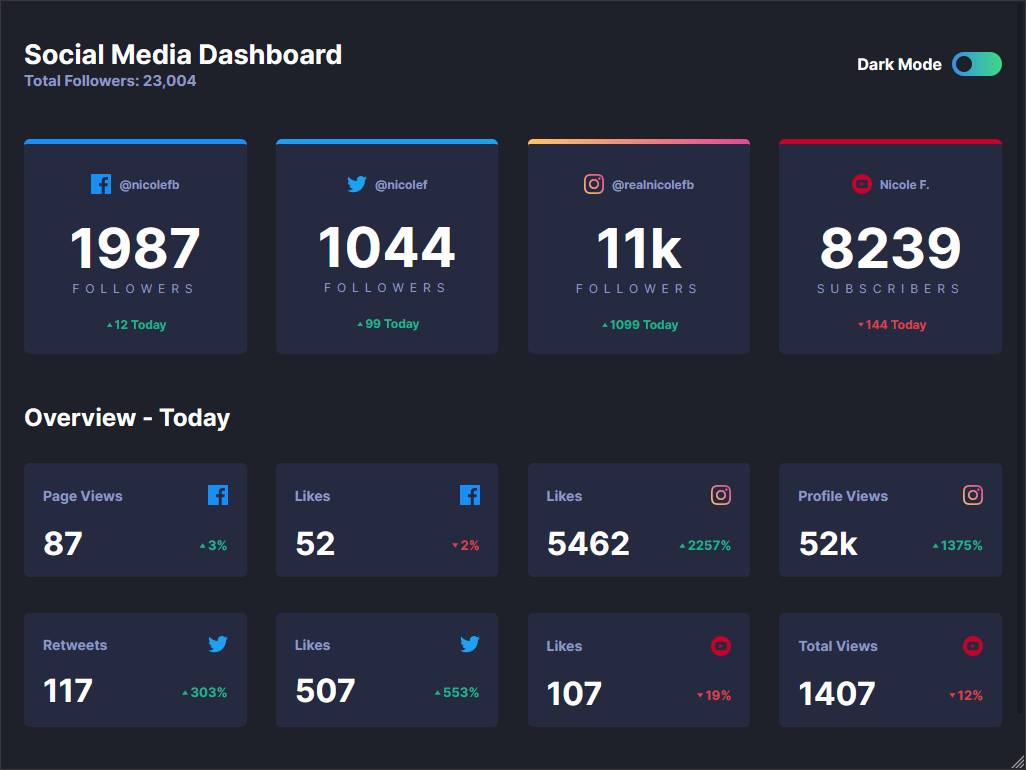 Social Media Dashboard
Total Followers: 23,004
Dark Mode
@nicolefb
1987
FOLLOWERS
12 Today
@nicolef
1044
FOLLOWERS
99 Today
@realnicolefb
11k
FOLLOWERS
1099 Today
Nicole F.
8239
SUBSCRIBERS
144 Today
Overview - Today
Page Views
87
3%
Likes
52
2%
Likes
5462
2257%
Profile Views
52k
1375%
Retweets
117
303%
Likes
507
553%
Likes
107
19%
Total Views
1407
12%